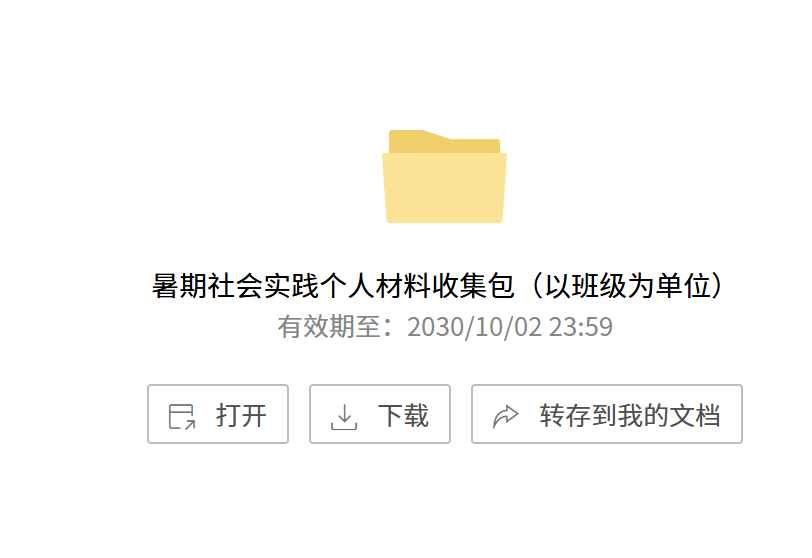 暑期社会实践个人材料收集包（以班级为单位）
有效期至：2030/10/02 23:59
打开 下载 转存到我的文档